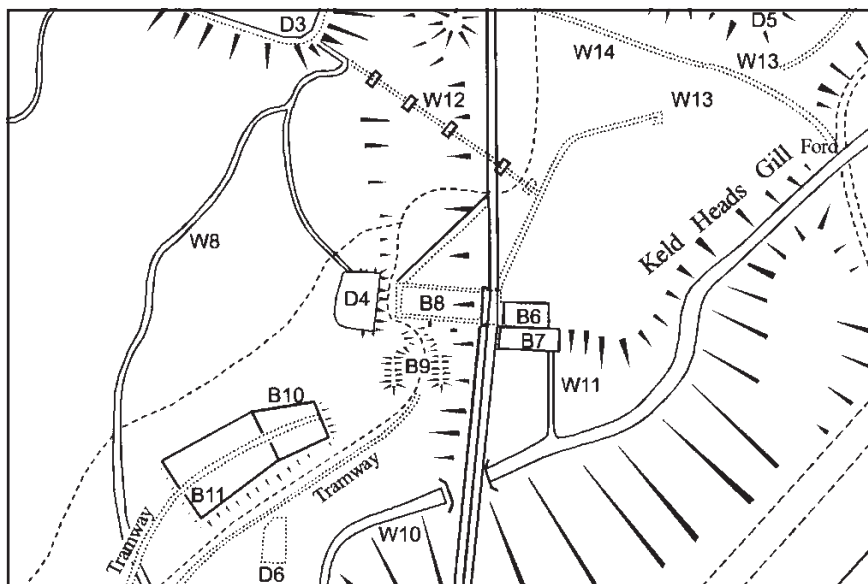 D3
D5
W14
W13
W12
W13
Ford
Keld Heads Gill
W8
D4
B8
B6
B7
B9
W11
B10
B11
Tramway
Tramway
W10
D6